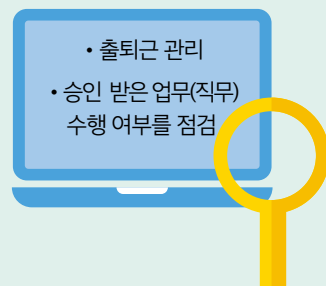 • 출퇴근 관리
• 승인 받은 업무(직무)
수행 여부를 점검